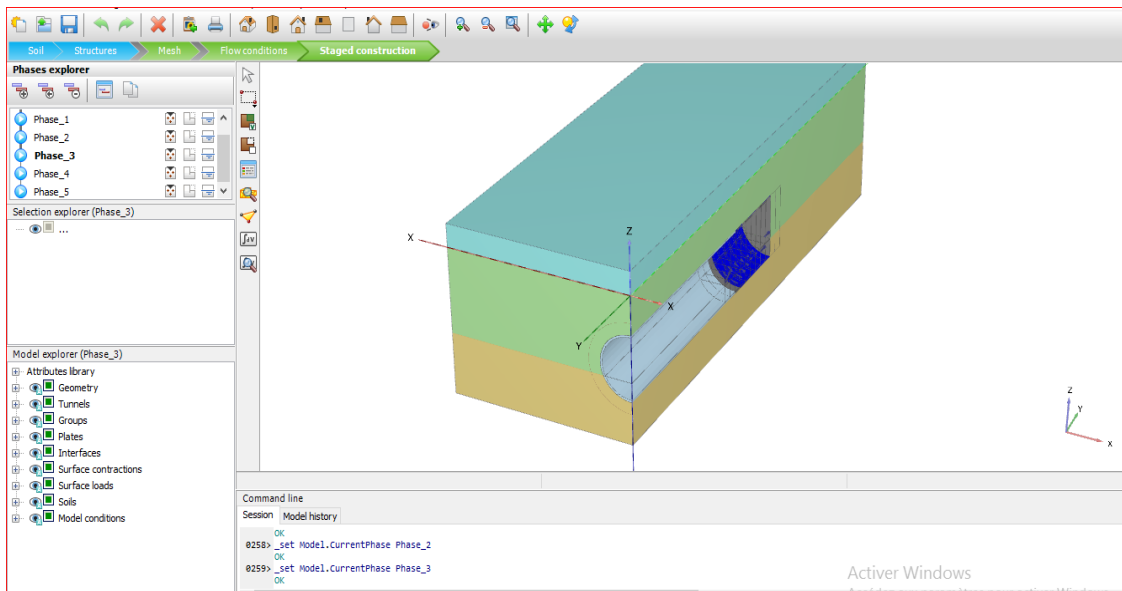 Soil Structures Mesh Flow conditions Staged construction
Phases explorer
Phase_1
Phase_2
Phase_3
Phase_4
Phase_5
Selection explorer (Phase_3)
...
Model explorer (Phase_3)
Attributes library
Geometry
Tunnels
Groups
Plates
Interfaces
Surface contractions
Surface loads
Soils
Model conditions
X
Z
X
Y
Z
Y
x
Command line
Session Model history
OK
0258> _set Model.CurrentPhase Phase_2
OK
0259> _set Model.CurrentPhase Phase_3
OK
Activer Windows